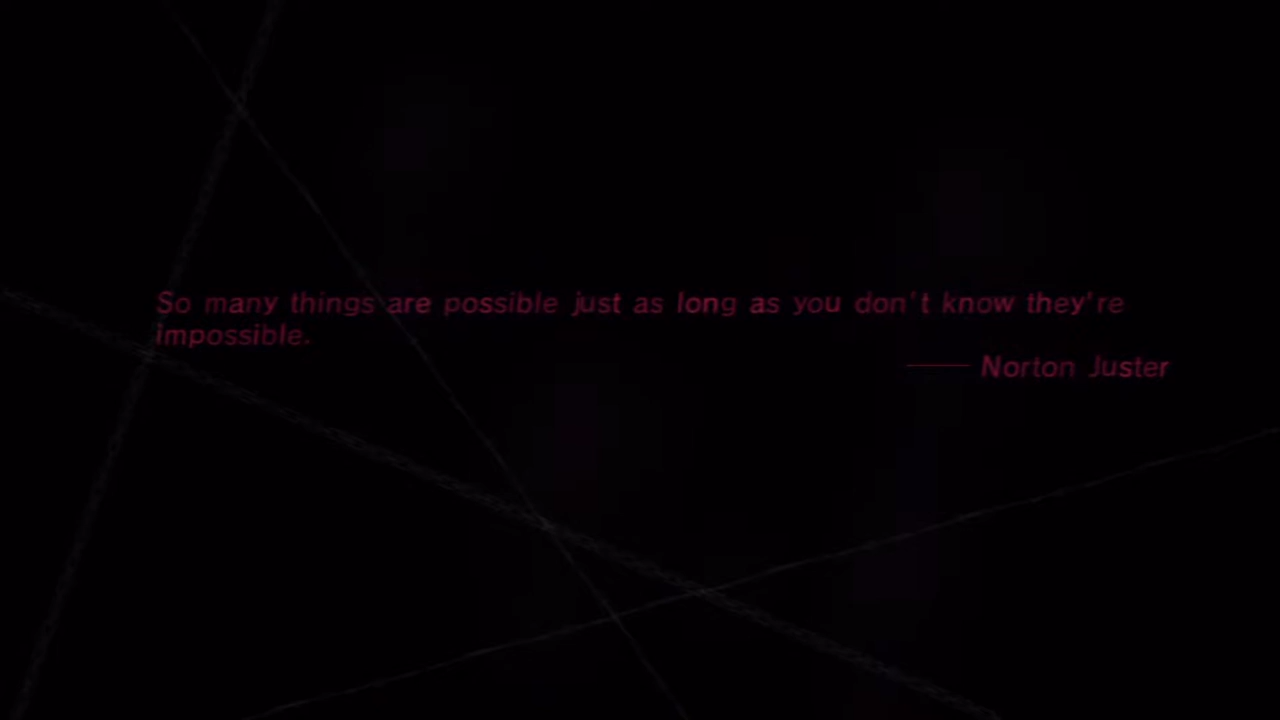 So many things are possible just as long as you don't know they're
impossible.
—— Norton Juster